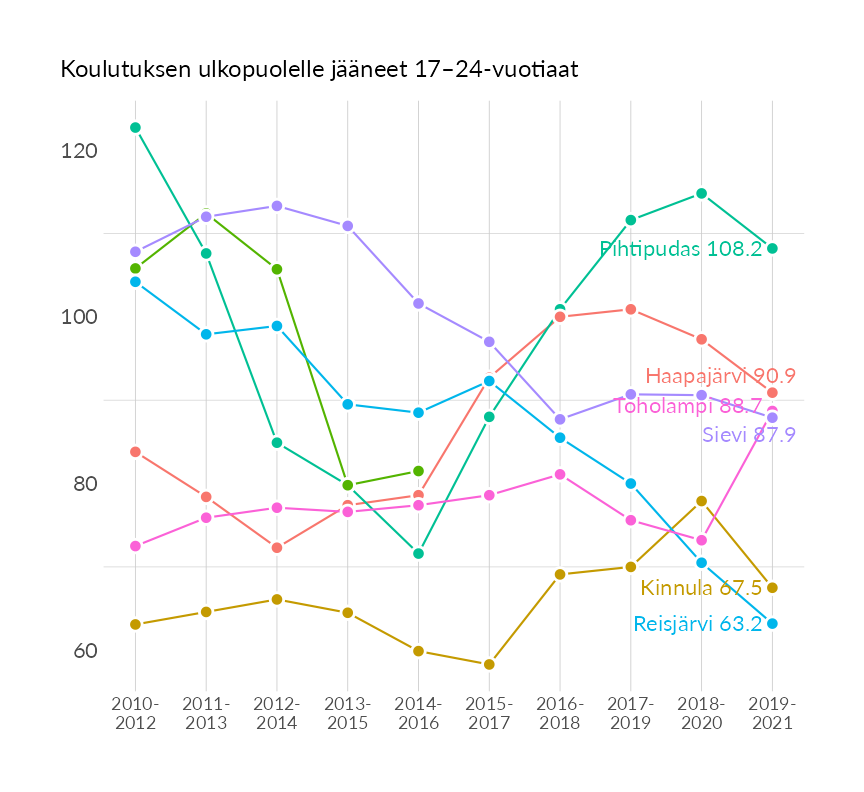 Koulutuksen ulkopuolelle jääneet 17–24-vuotiaat
120
100
80
60
Pihtipudas 108.2
Haapajärvi 90.9
Toholampi 88.7
Sievi 87.9
Kinnula 67.5
Reisjärvi 63.2
2010- 2011- 2012- 2013- 2014- 2015- 2016- 2017- 2018- 2019-
2012 2013 2014 2015 2016 2017 2018 2019 2020 2021